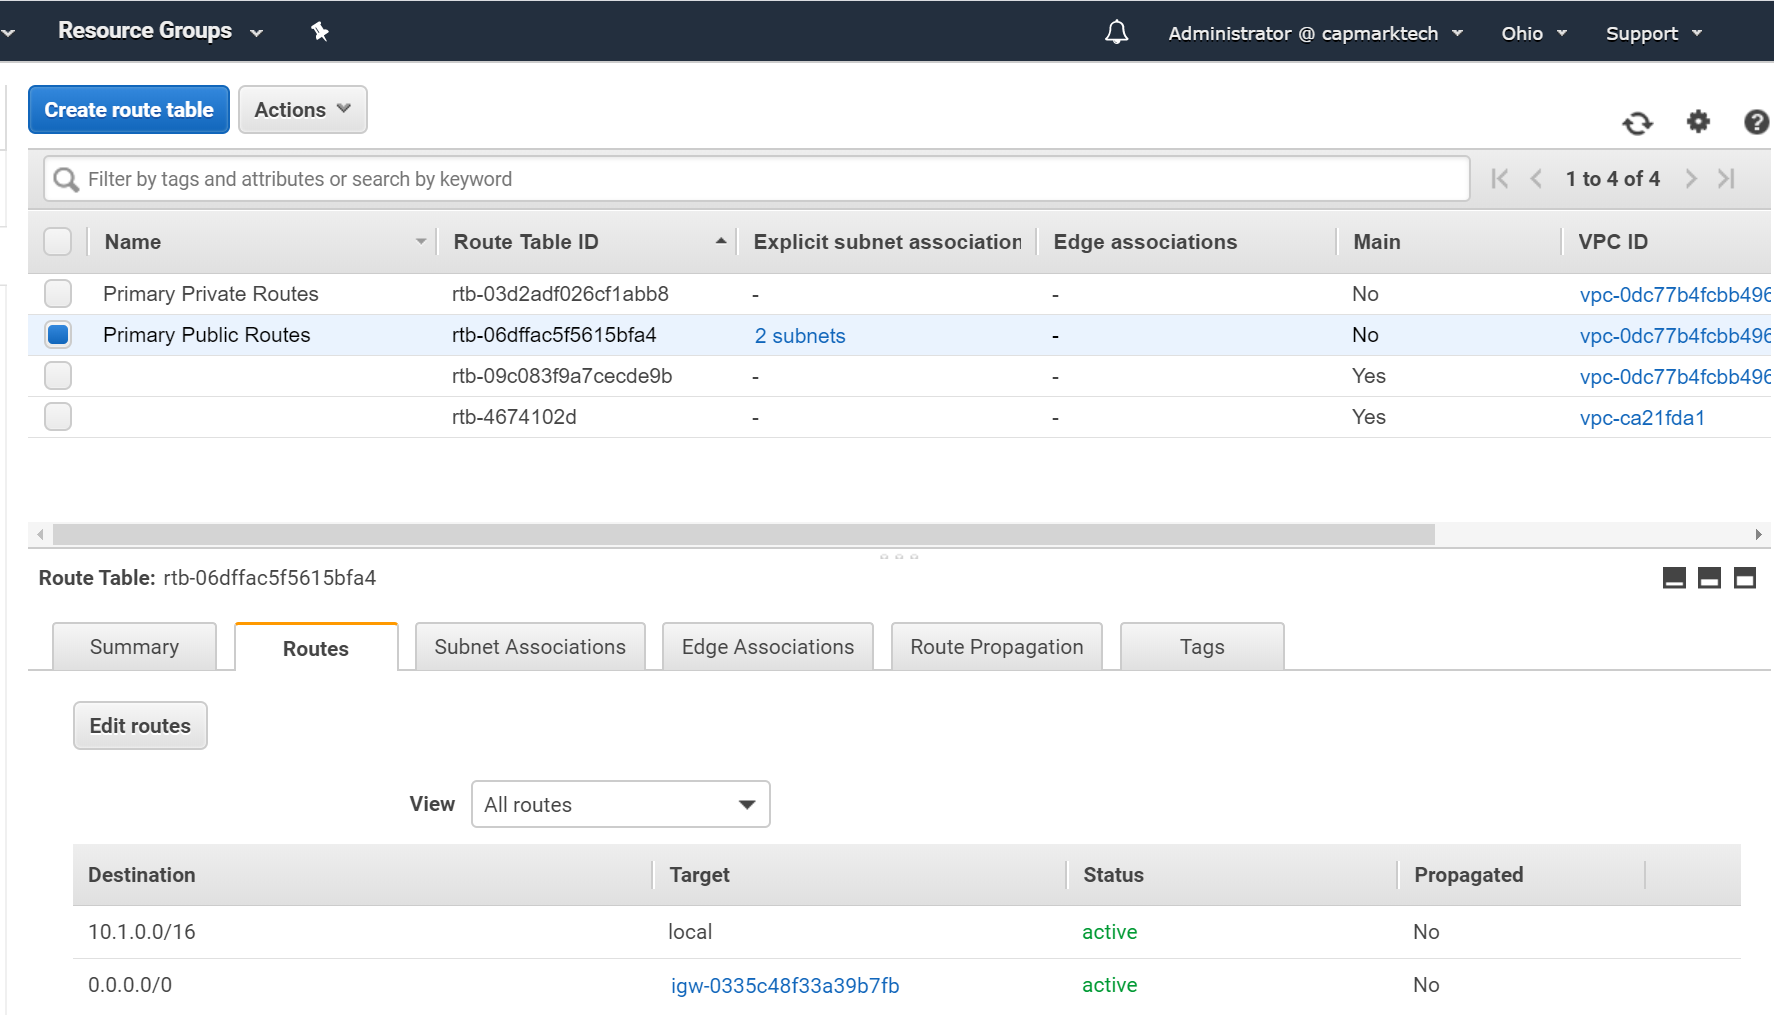 Resource Groups
Administrator @ capmarktech
Ohio
Support
Create route table
Actions
Filter by tags and attributes or search by keyword
1 to 4 of 4
Name Route Table ID Explicit subnet association Edge associations Main VPC ID
Primary Private Routes rtb-03d2adf026cf1abb8 - - No vpc-0dc77b4fcbb496
Primary Public Routes rtb-06dffac5f5615bfa4 2 subnets - No vpc-0dc77b4fcbb496
rtb-09c083f9a7cecde9b - - Yes vpc-0dc77b4fcbb496
rtb-4674102d - - Yes vpc-ca21fda1
Route Table: rtb-06dffac5f5615bfa4
Summary Routes Subnet Associations Edge Associations Route Propagation Tags
Edit routes
View All routes
Destination Target Status Propagated
10.1.0.0/16 local active No
0.0.0.0/0 igw-0335c48f33a39b7fb active No